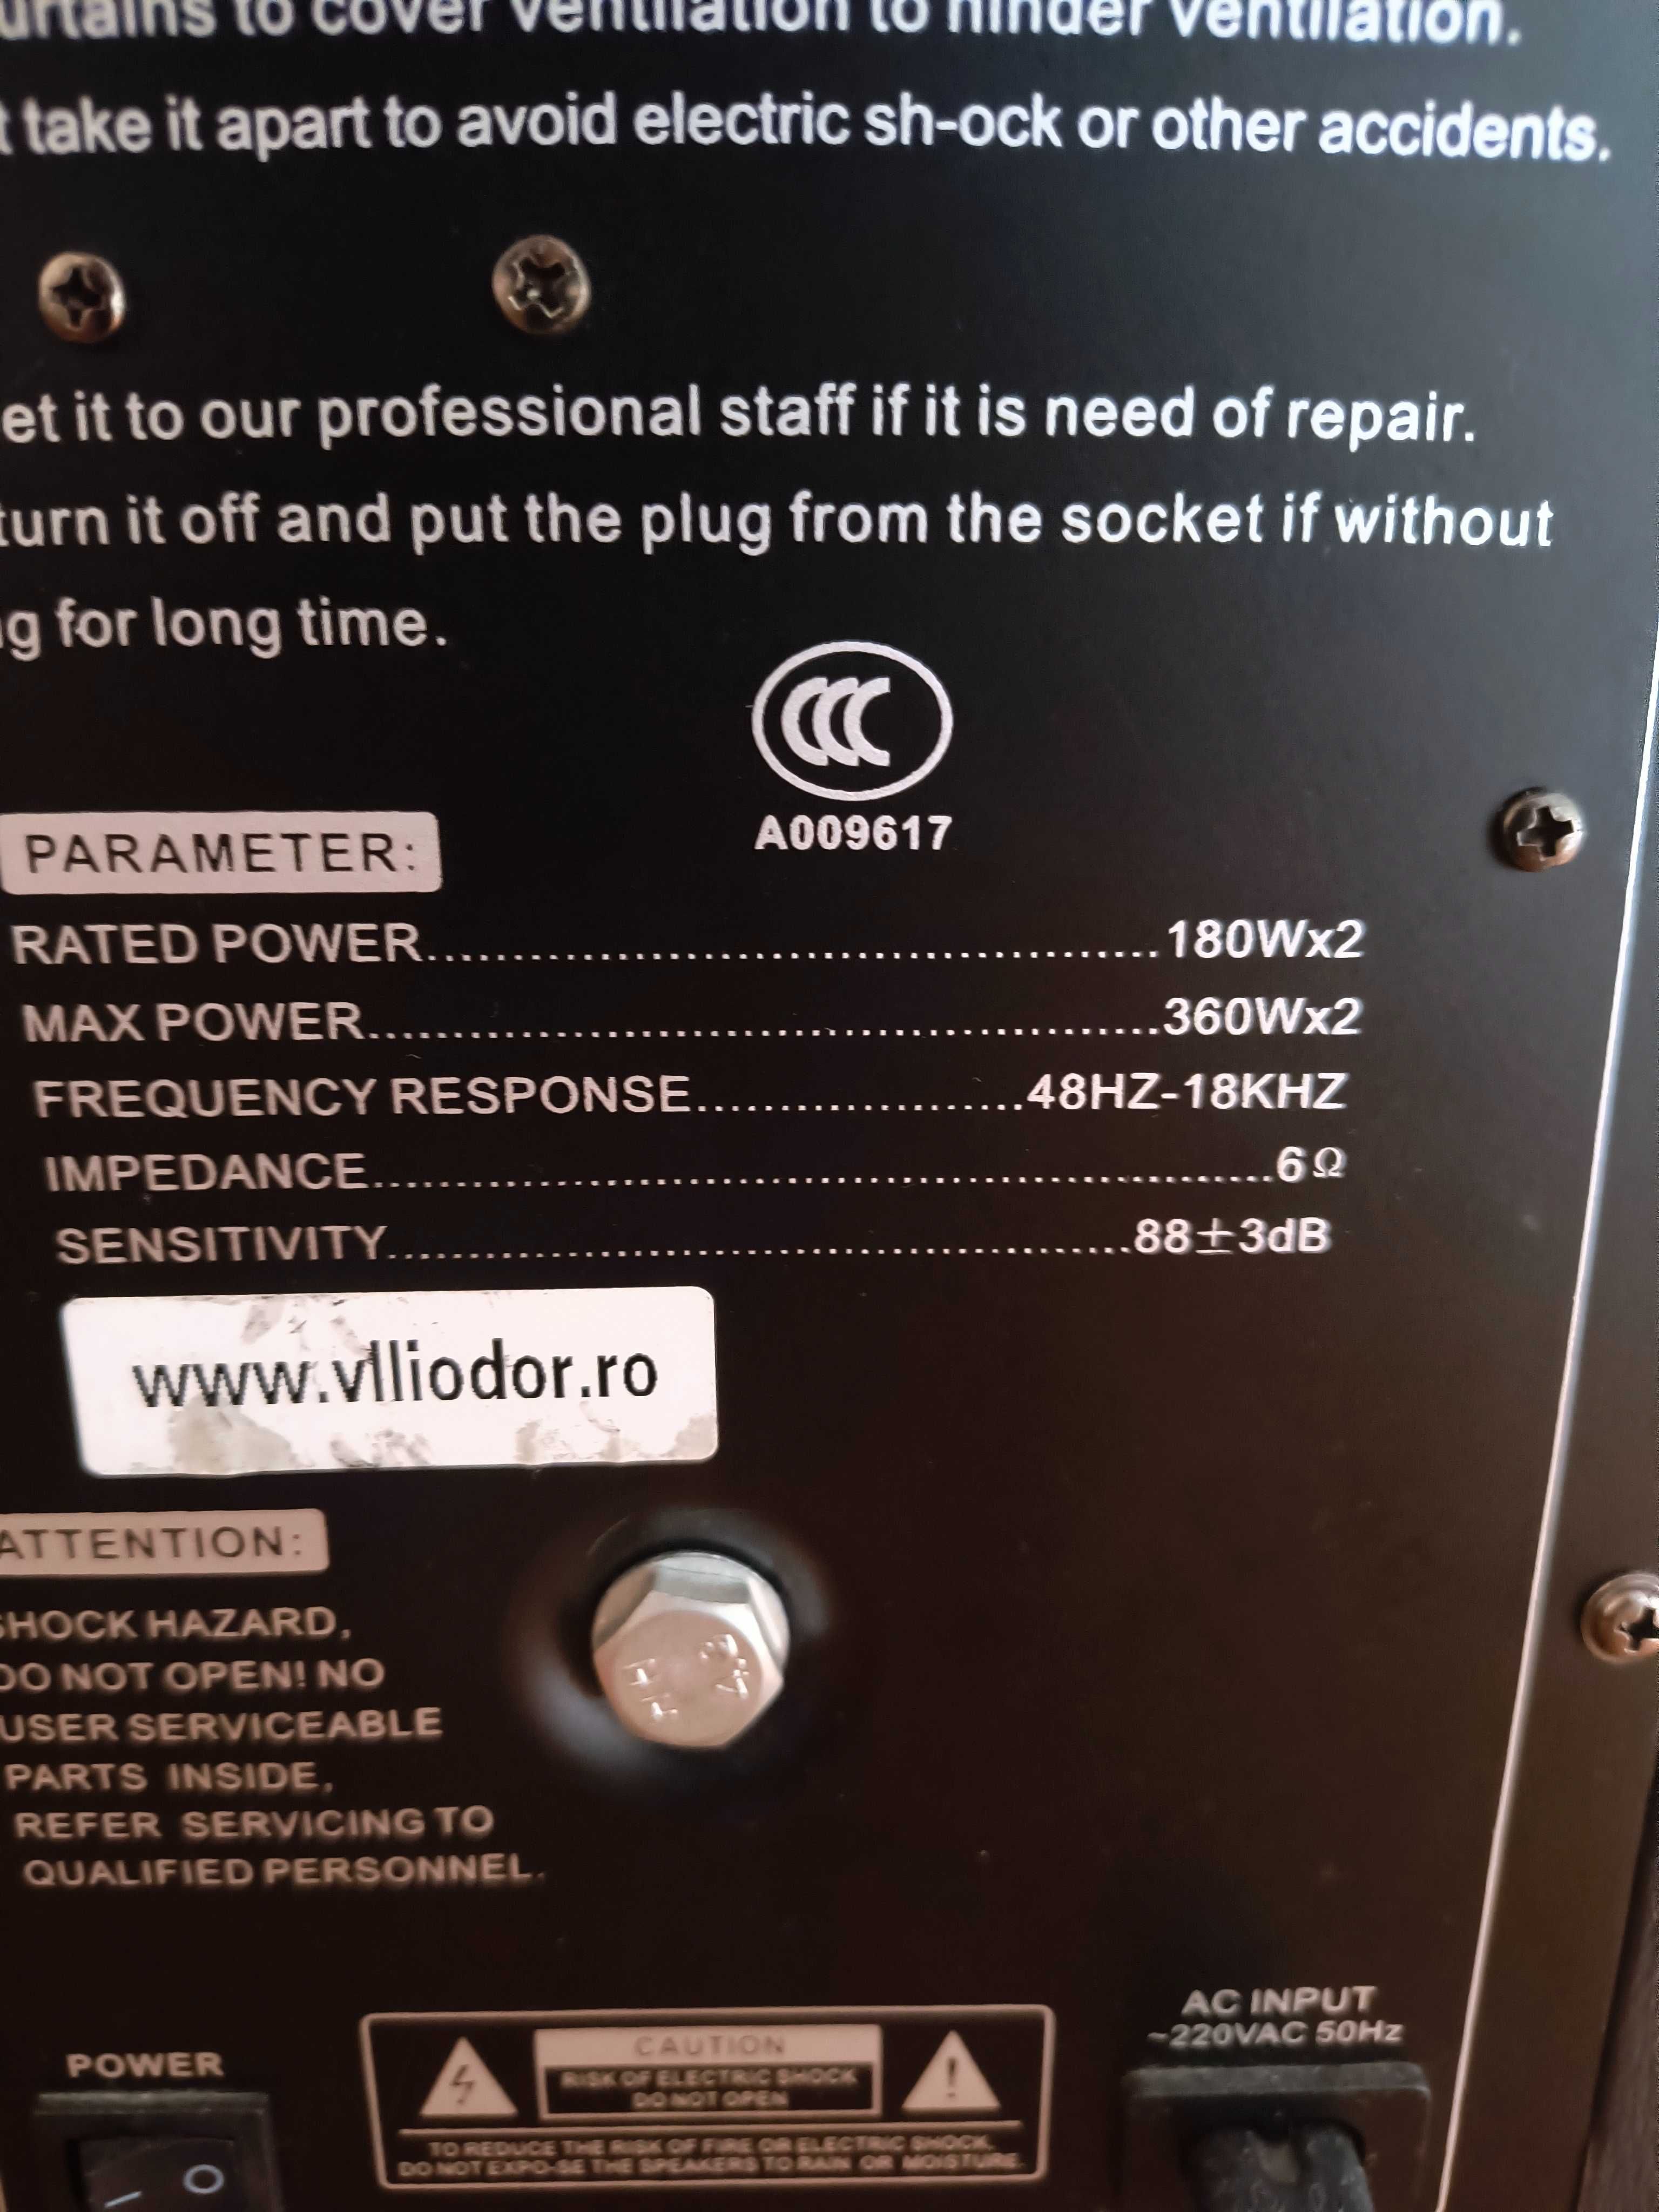 urtains to cover ventilation to hinder ventilation.
t take it apart to avoid electric sh-ock or other accidents.
et it to our professional staff if it is need of repair.
turn it off and put the plug from the socket if without
g for long time.
CCC
A009617
PARAMETER:
RATED POWER.......................................180Wx2
MAX POWER.........................................360Wx2
FREQUENCY RESPONSE...................48HZ-18KHZ
IMPEDANCE...............................................6Ω
SENSITIVITY........................................88±3dB
www.vlliodor.ro
ATTENTION:
SHOCK HAZARD,
DO NOT OPEN! NO
USER SERVICEABLE
PARTS INSIDE,
REFER SERVICING TO
QUALIFIED PERSONNEL.
AC INPUT
~220VAC 50Hz
POWER
CAUTION
RISK OF ELECTRIC SHOCK
DO NOT OPEN
TO REDUCE THE RISK OF FIRE OR ELECTRIC SHOCK,
DO NOT EXPO-SE THE SPEAKERS TO RAIN OR MOISTURE.